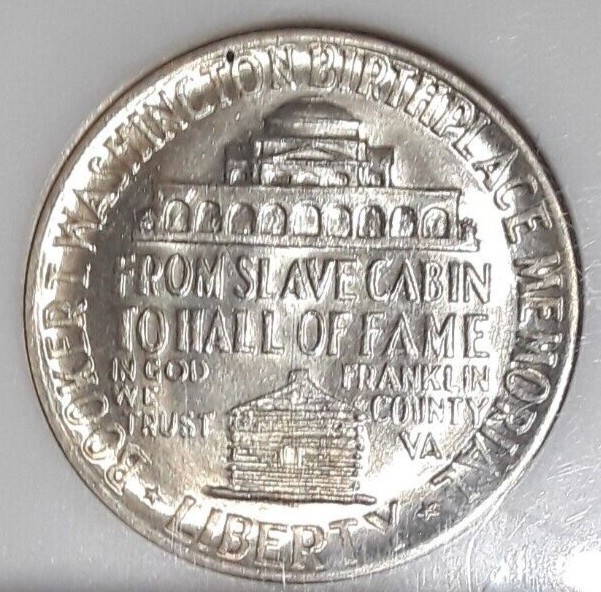 BOOKER T. WASHINGTON BIRTHPLACE MEMORIAL
FROM SLAVE CABIN
TO HALL OF FAME
IN GOD
WE
TRUST
FRANKLIN
COUNTY
VA.
LIBERTY